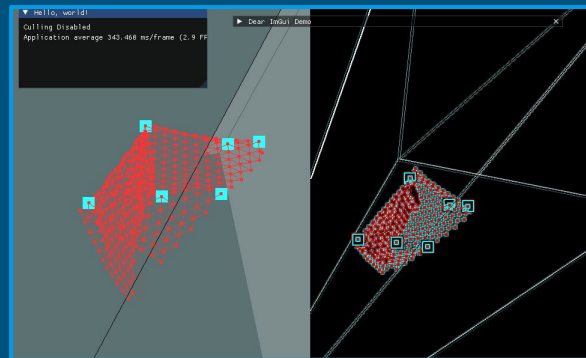 Hello, world!
Culling Disabled
Application average 343.460 ms/frame (2.9 FP
Dear ImGui Demo